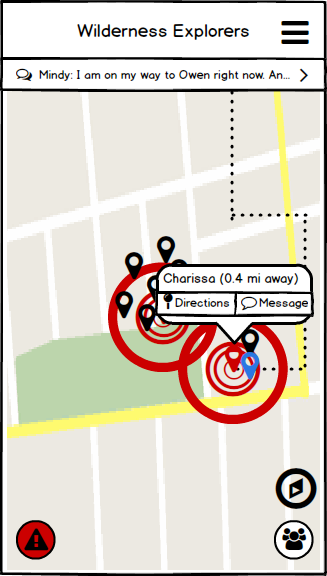 Wilderness Explorers
Mindy: I am on my way to Owen right now. An...
Charissa (0.4 mi away)
Directions
Message